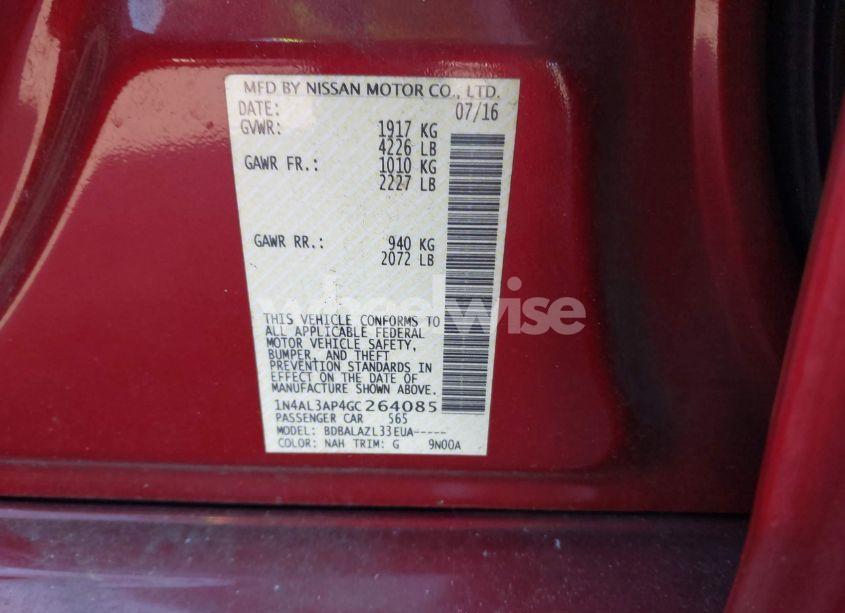 MFD BY NISSAN MOTOR CO., LTD.
DATE: 07/16
GVWR: 1917 KG
4226 LB
GAWR FR.: 1010 KG
2227 LB
GAWR RR.: 940 KG
2072 LB
wheelwise
THIS VEHICLE CONFORMS TO
ALL APPLICABLE FEDERAL
MOTOR VEHICLE SAFETY,
BUMPER, AND THEFT
PREVENTION STANDARDS IN
EFFECT ON THE DATE OF
MANUFACTURE SHOWN ABOVE.
1N4AL3AP4GC264085
PASSENGER CAR 565
MODEL: BDBALAZL33EUA-----
COLOR: NAH TRIM: G 9N00A